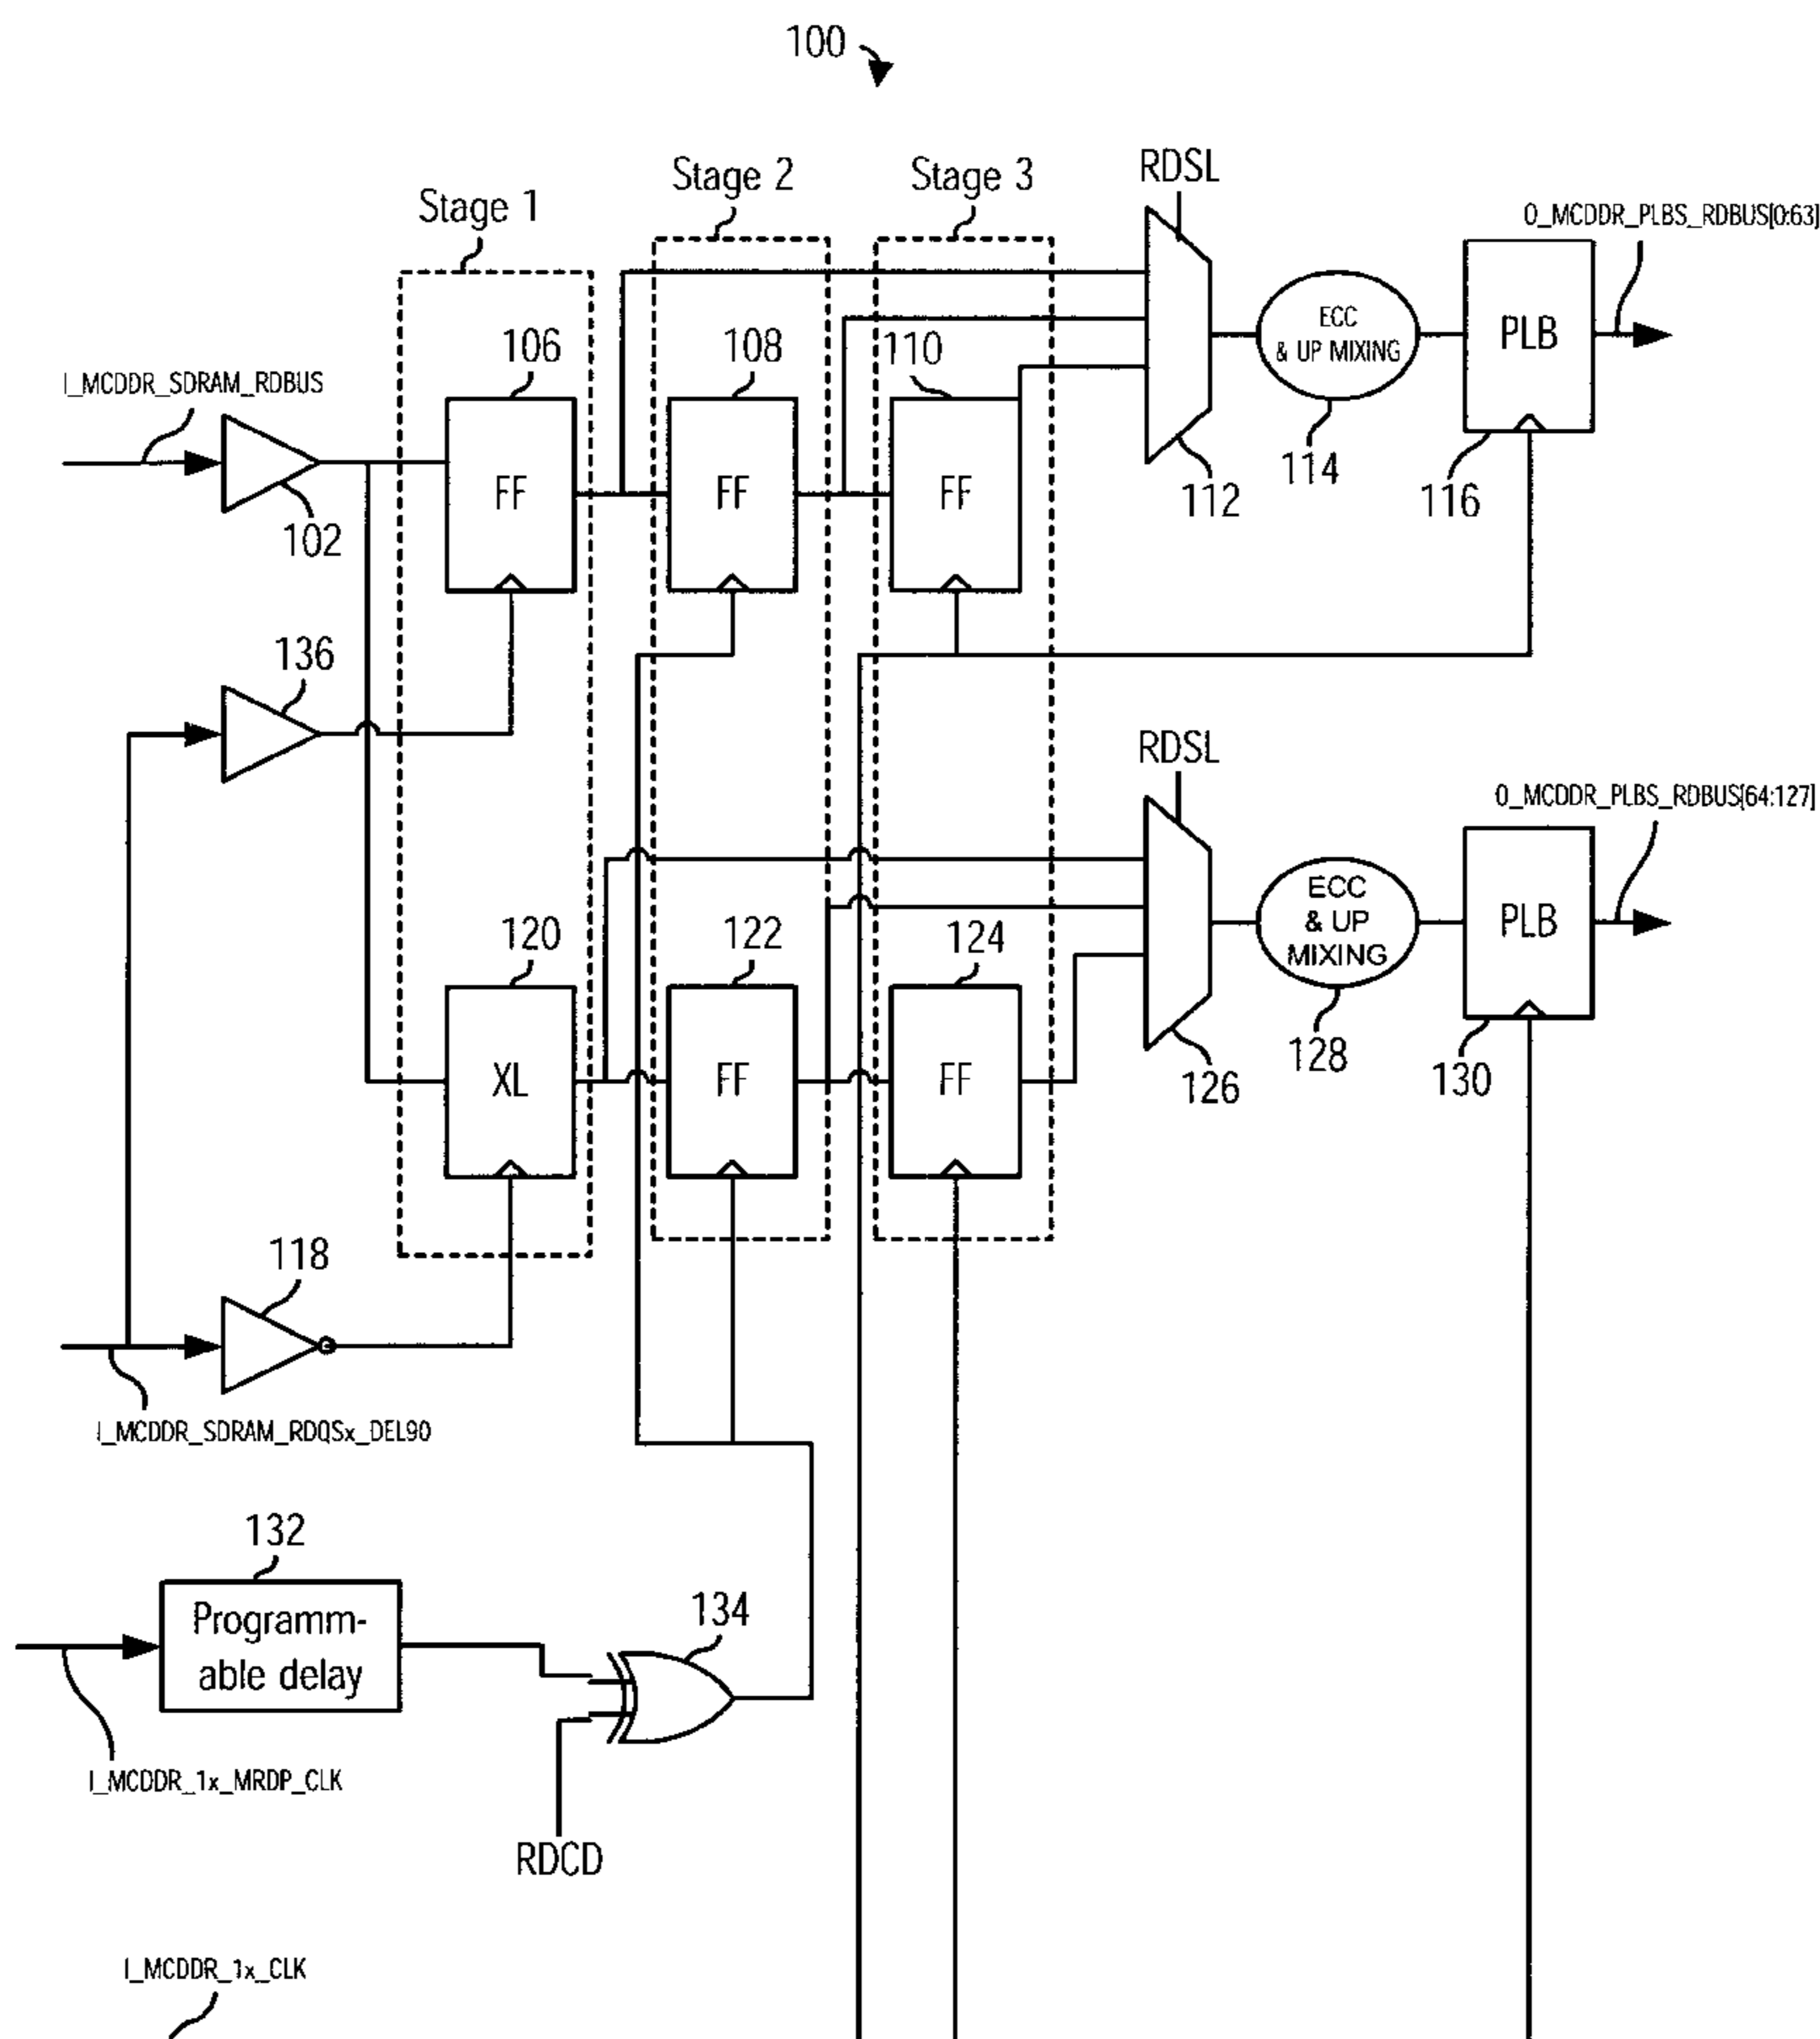 100
Stage 1
Stage 2
Stage 3
RDSL
O_MCDDR_PLBS_RDBUS[0:63]
I_MCDDR_SDRAM_RDBUS
106
108
110
FF
FF
FF
ECC
& UP MIXING
PLB
102
112
114
116
136
RDSL
O_MCDDR_PLBS_RDBUS[64:127]
120
122
124
XL
FF
FF
ECC
& UP
MIXING
PLB
126
128
130
118
I_MCDDR_SDRAM_RDQSx_DEL90
132
Programm-
able delay
134
I_MCDDR_1x_MRDP_CLK
RDCD
I_MCDDR_1x_CLK